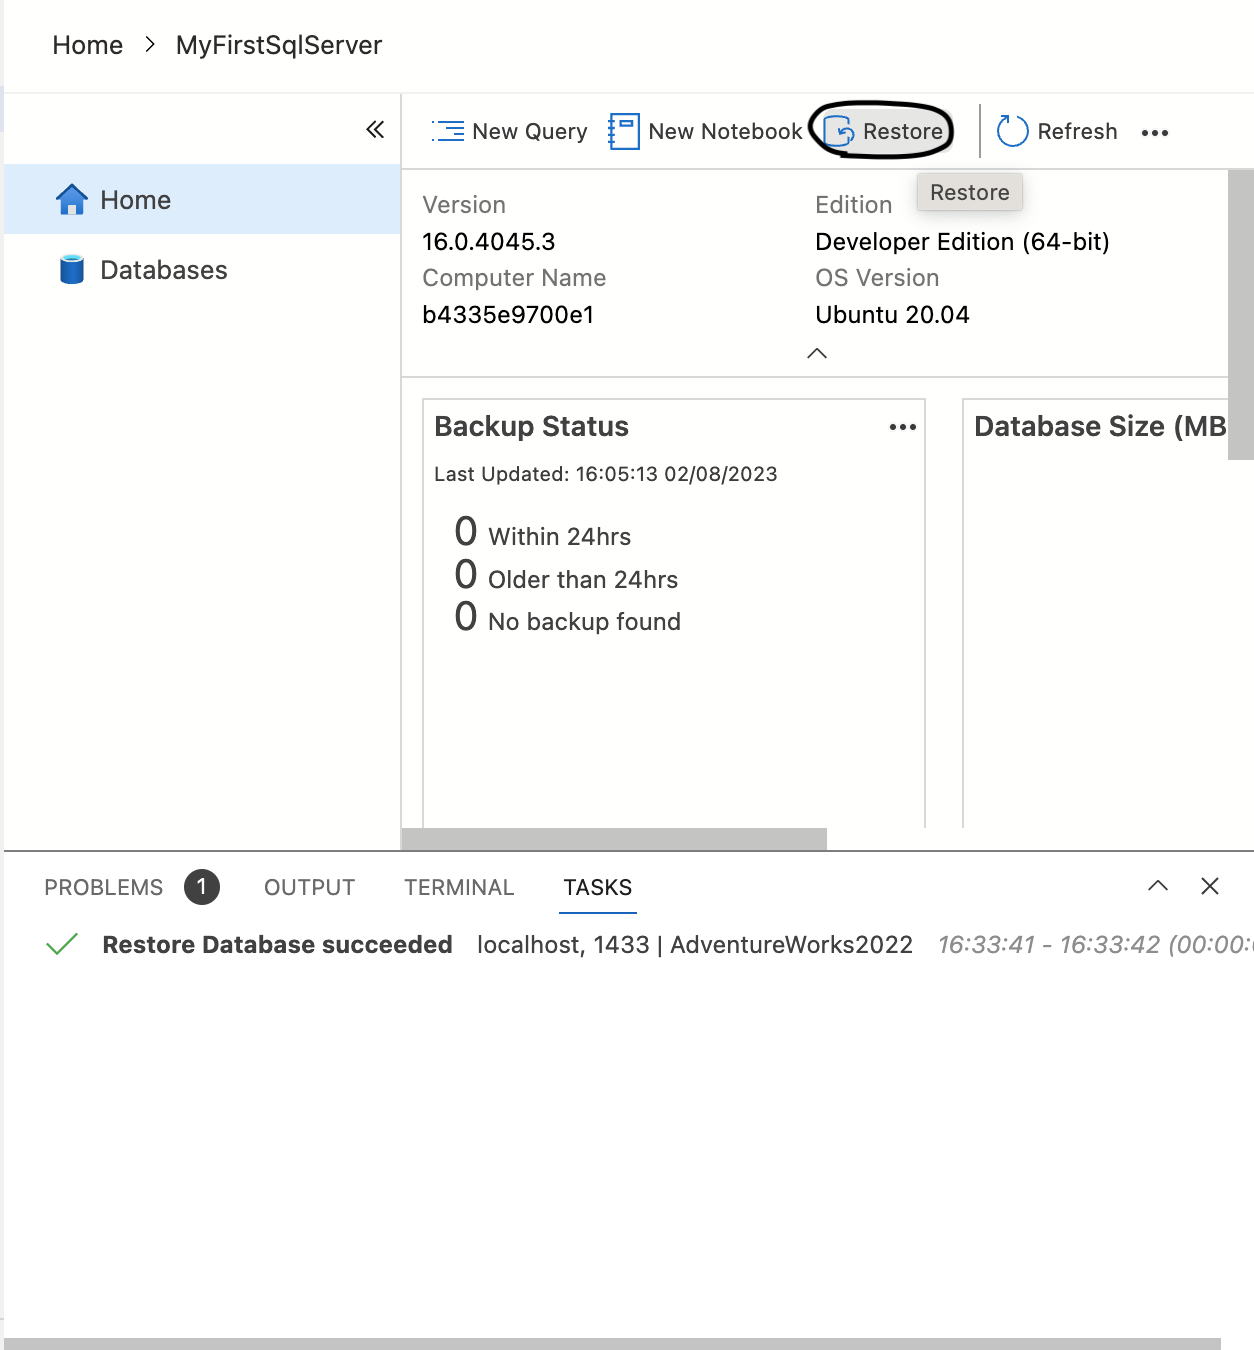 Home > MyFirstSqlServer
New Query New Notebook Restore Refresh •••
Restore
Home
Databases
Version
16.0.4045.3
Computer Name
b4335e9700e1
Edition
Developer Edition (64-bit)
OS Version
Ubuntu 20.04
Backup Status •••
Last Updated: 16:05:13 02/08/2023
0 Within 24hrs
0 Older than 24hrs
0 No backup found
Database Size (MB
PROBLEMS 1 OUTPUT TERMINAL TASKS
Restore Database succeeded localhost, 1433 | AdventureWorks2022 16:33:41 - 16:33:42 (00:00: